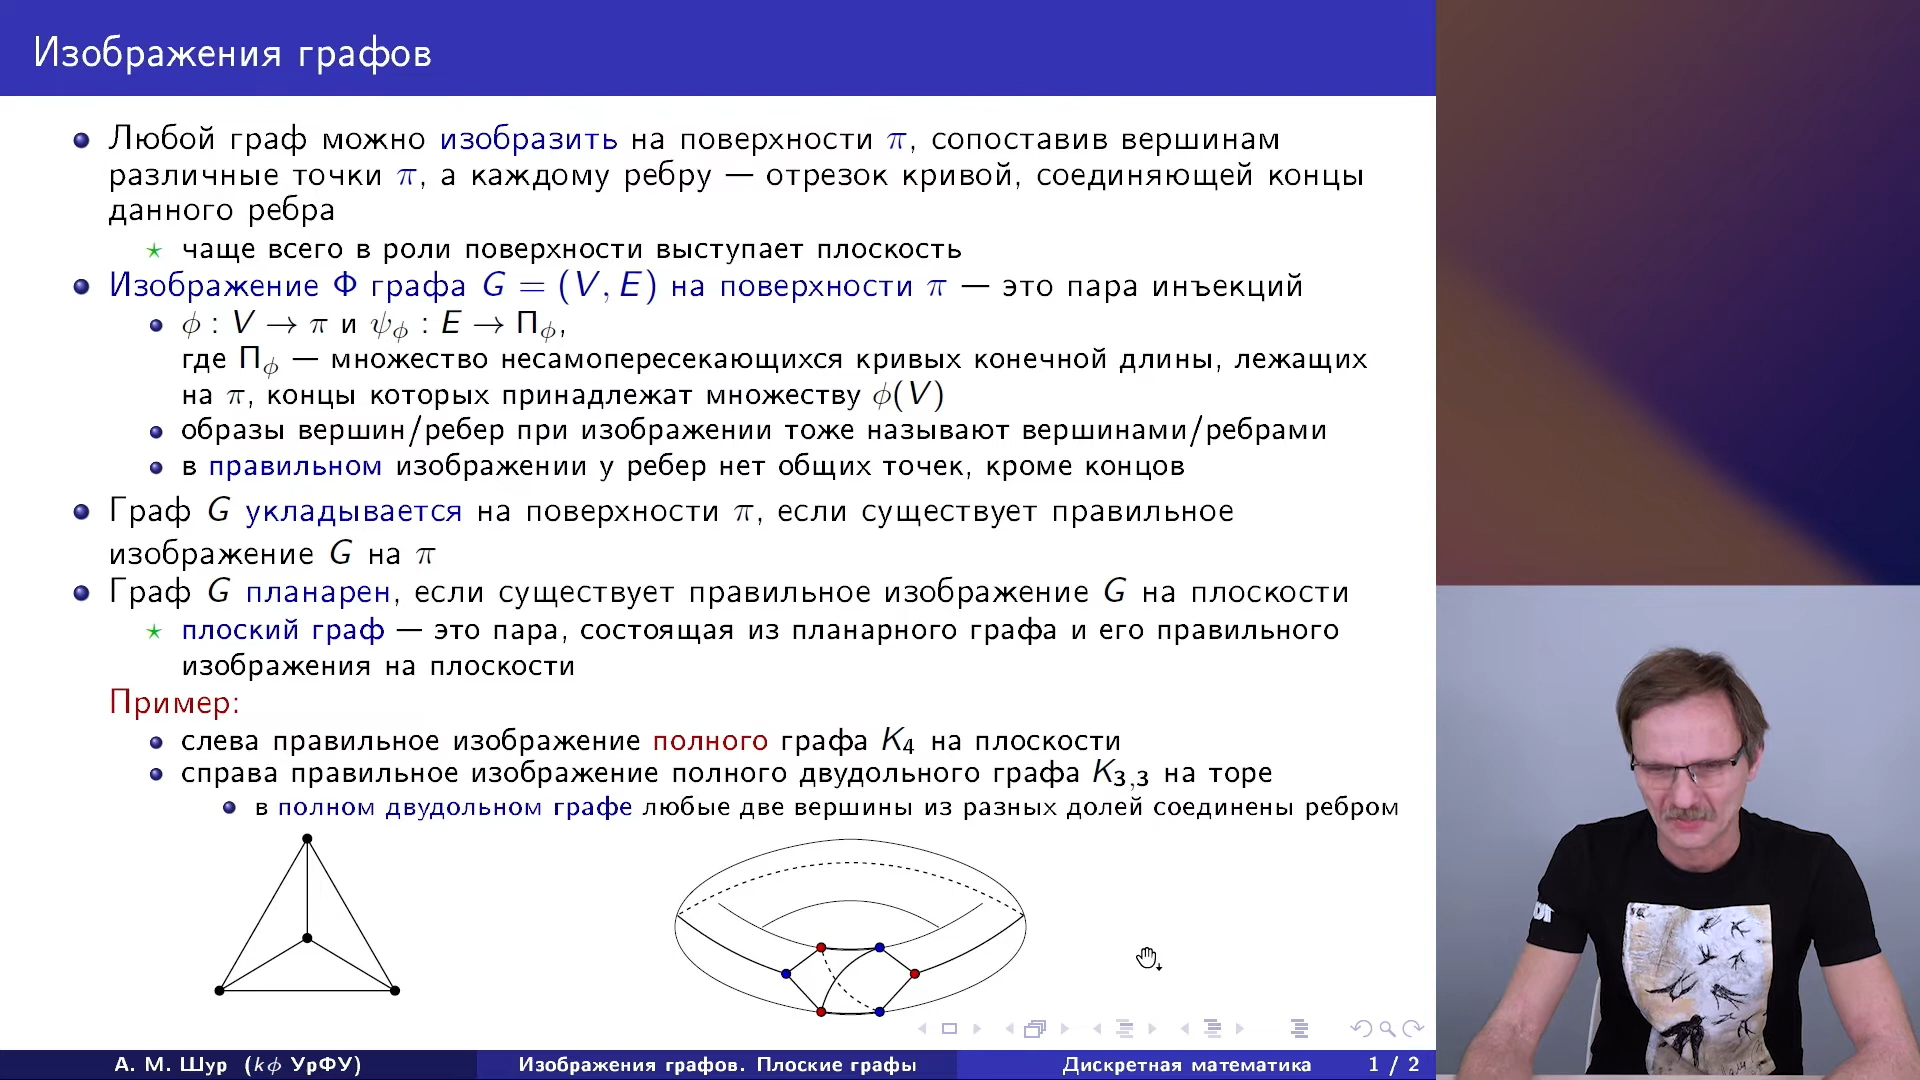 Изображения графов
Любой граф можно изобразить на поверхности π, сопоставив вершинам
различные точки π, а каждому ребру — отрезок кривой, соединяющей концы
данного ребра
чаще всего в роли поверхности выступает плоскость
Изображение Φ графа G = (V, E) на поверхности π — это пара инъекций
ϕ : V → π и ψ_ϕ : E → Π_ϕ,
где Π_ϕ — множество несамопересекающихся кривых конечной длины, лежащих
на π, концы которых принадлежат множеству ϕ(V)
образы вершин/ребер при изображении тоже называют вершинами/ребрами
в правильном изображении у ребер нет общих точек, кроме концов
Граф G укладывается на поверхности π, если существует правильное
изображение G на π
Граф G планарен, если существует правильное изображение G на плоскости
плоский граф — это пара, состоящая из планарного графа и его правильного
изображения на плоскости
Пример:
слева правильное изображение полного графа K₄ на плоскости
справа правильное изображение полного двудольного графа K₃,₃ на торе
в полном двудольном графе любые две вершины из разных долей соединены ребром
А. М. Шур (kϕ УрФУ)
Изображения графов. Плоские графы
Дискретная математика
1 / 2